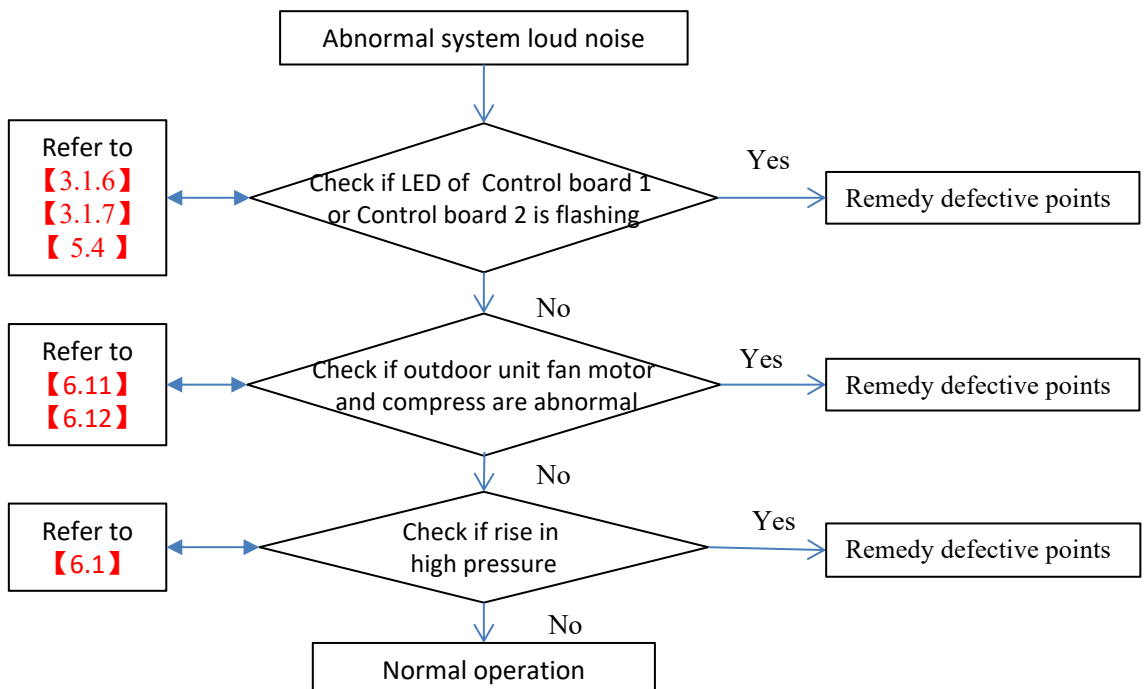 Abnormal system loud noise
Refer to
【3.1.6】
【3.1.7】
【 5.4 】
Check if LED of Control board 1
or Control board 2 is flashing
Yes
Remedy defective points
No
Refer to
【6.11】
【6.12】
Check if outdoor unit fan motor
and compress are abnormal
Yes
Remedy defective points
No
Refer to
【6.1】
Check if rise in
high pressure
Yes
Remedy defective points
No
Normal operation